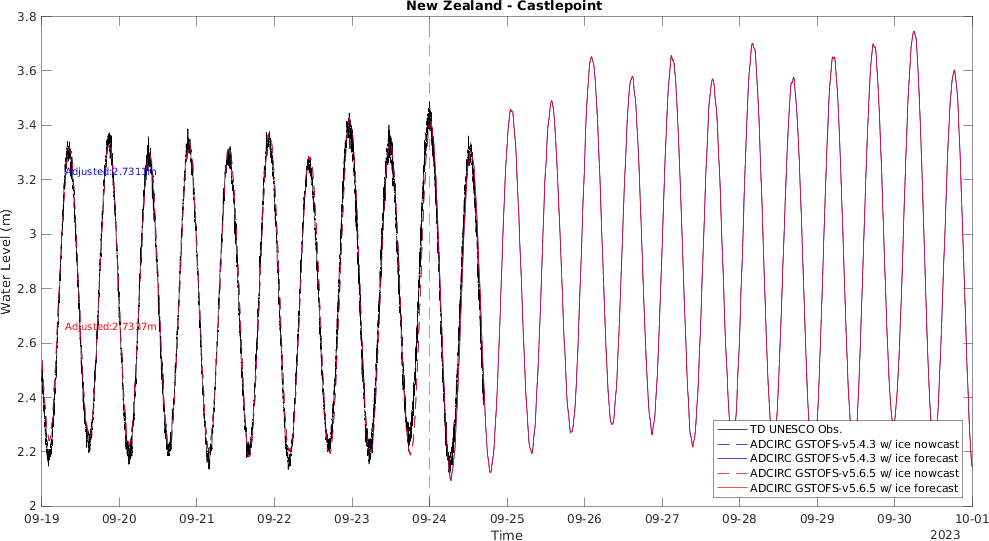 New Zealand - Castlepoint
3.8
3.6
3.4
3.2
3
2.8
2.6
2.4
2.2
2
Water Level (m)
Adjusted:2.7311m
Adjusted:2.7337m
TD UNESCO Obs.
ADCIRC GSTOFS-v5.4.3 w/ ice nowcast
ADCIRC GSTOFS-v5.4.3 w/ ice forecast
ADCIRC GSTOFS-v5.6.5 w/ ice nowcast
ADCIRC GSTOFS-v5.6.5 w/ ice forecast
09-19 09-20 09-21 09-22 09-23 09-24 09-25 09-26 09-27 09-28 09-29 09-30 10-01
Time
2023